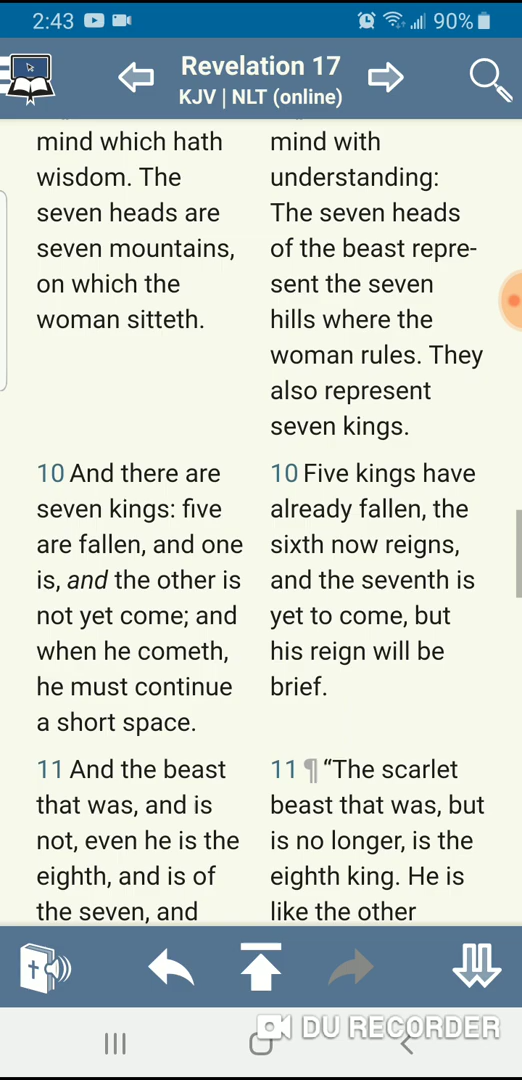 2:43
90%
Revelation 17
KJV | NLT (online)
mind which hath
wisdom. The
seven heads are
seven mountains,
on which the
woman sitteth.
mind with
understanding:
The seven heads
of the beast repre-
sent the seven
hills where the
woman rules. They
also represent
seven kings.
10 And there are
seven kings: five
are fallen, and one
is, and the other is
not yet come; and
when he cometh,
he must continue
a short space.
10 Five kings have
already fallen, the
sixth now reigns,
and the seventh is
yet to come, but
his reign will be
brief.
11 And the beast
that was, and is
not, even he is the
eighth, and is of
the seven, and
11 ¶ “The scarlet
beast that was, but
is no longer, is the
eighth king. He is
like the other
DU RECORDER